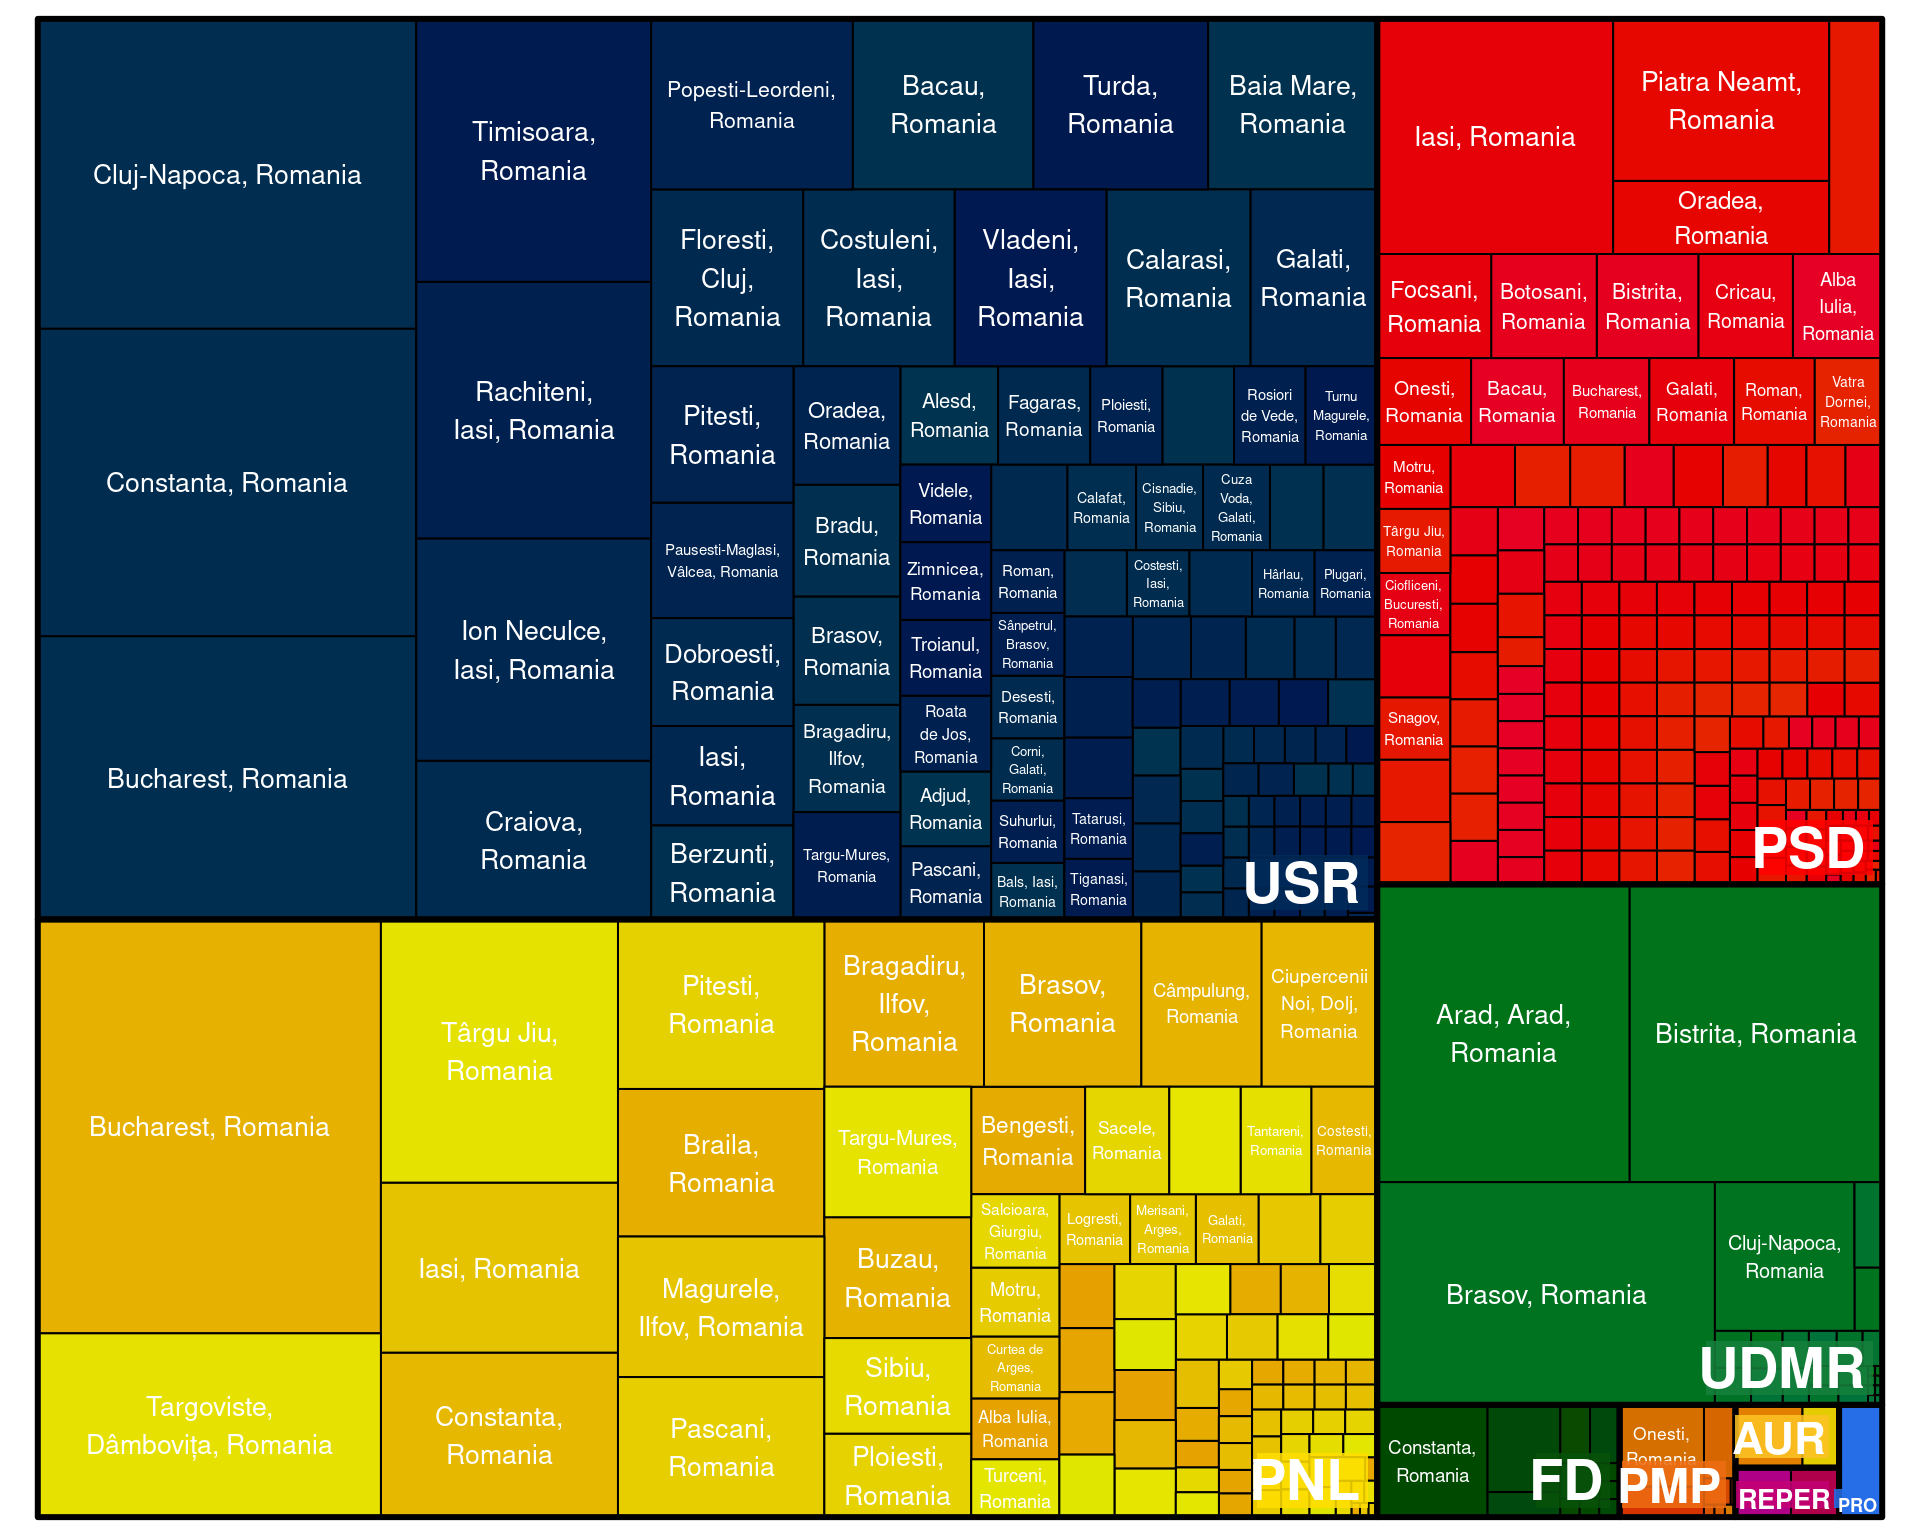 Cluj-Napoca, Romania
Constanta, Romania
Bucharest, Romania
Timisoara,
Romania
Rachiteni,
Iasi, Romania
Ion Neculce,
Iasi, Romania
Craiova,
Romania
Popesti-Leordeni,
Romania
Bacau,
Romania
Turda,
Romania
Baia Mare,
Romania
Floresti,
Cluj,
Romania
Costuleni,
Iasi,
Romania
Vladeni,
Iasi,
Romania
Calarasi,
Romania
Galati,
Romania
Pitesti,
Romania
Pausesti-Maglasi,
Vâlcea, Romania
Dobroesti,
Romania
Iasi,
Romania
Berzunti,
Romania
Oradea,
Romania
Bradu,
Romania
Brasov,
Romania
Bragadiru,
Ilfov,
Romania
Targu-Mures,
Romania
Alesd,
Romania
Fagaras,
Romania
Ploiesti,
Romania
Rosiori
de Vede,
Romania
Turnu
Magurele,
Romania
Videle,
Romania
Zimnicea,
Romania
Troianul,
Romania
Roata
de Jos,
Romania
Adjud,
Romania
Pascani,
Romania
Calafat,
Romania
Cisnadie,
Sibiu,
Romania
Cuza
Voda,
Galati,
Romania
Roman,
Romania
Sânpetrul,
Brasov,
Romania
Desesti,
Romania
Corni,
Galati,
Romania
Suhurlui,
Romania
Bals, Iasi,
Romania
Costesti,
Iasi,
Romania
Hârlau,
Romania
Plugari,
Romania
Tatarusi,
Romania
Tiganasi,
Romania
USR
Iasi, Romania
Piatra Neamt,
Romania
Oradea,
Romania
Focsani,
Romania
Botosani,
Romania
Bistrita,
Romania
Cricau,
Romania
Alba
Iulia,
Romania
Onesti,
Romania
Bacau,
Romania
Bucharest,
Romania
Galati,
Romania
Roman,
Romania
Vatra
Dornei,
Romania
Motru,
Romania
Târgu Jiu,
Romania
Ciofliceni,
Bucuresti,
Romania
Snagov,
Romania
PSD
Bucharest, Romania
Targoviste,
Dâmbovița, Romania
Târgu Jiu,
Romania
Iasi, Romania
Constanta,
Romania
Pitesti,
Romania
Braila,
Romania
Magurele,
Ilfov, Romania
Pascani,
Romania
Bragadiru,
Ilfov,
Romania
Brasov,
Romania
Câmpulung,
Romania
Ciupercenii
Noi, Dolj,
Romania
Targu-Mures,
Romania
Buzau,
Romania
Sibiu,
Romania
Ploiesti,
Romania
Bengesti,
Romania
Sacele,
Romania
Tantareni,
Romania
Costesti,
Romania
Salcioara,
Giurgiu,
Romania
Logresti,
Romania
Merisani,
Arges,
Romania
Galati,
Romania
Motru,
Romania
Curtea de
Arges,
Romania
Alba Iulia,
Romania
Turceni,
Romania
PNL
Arad, Arad,
Romania
Bistrita, Romania
Brasov, Romania
Cluj-Napoca,
Romania
UDMR
Constanta,
Romania
FD
Onesti,
Romania
PMP
AUR
REPER
PRO